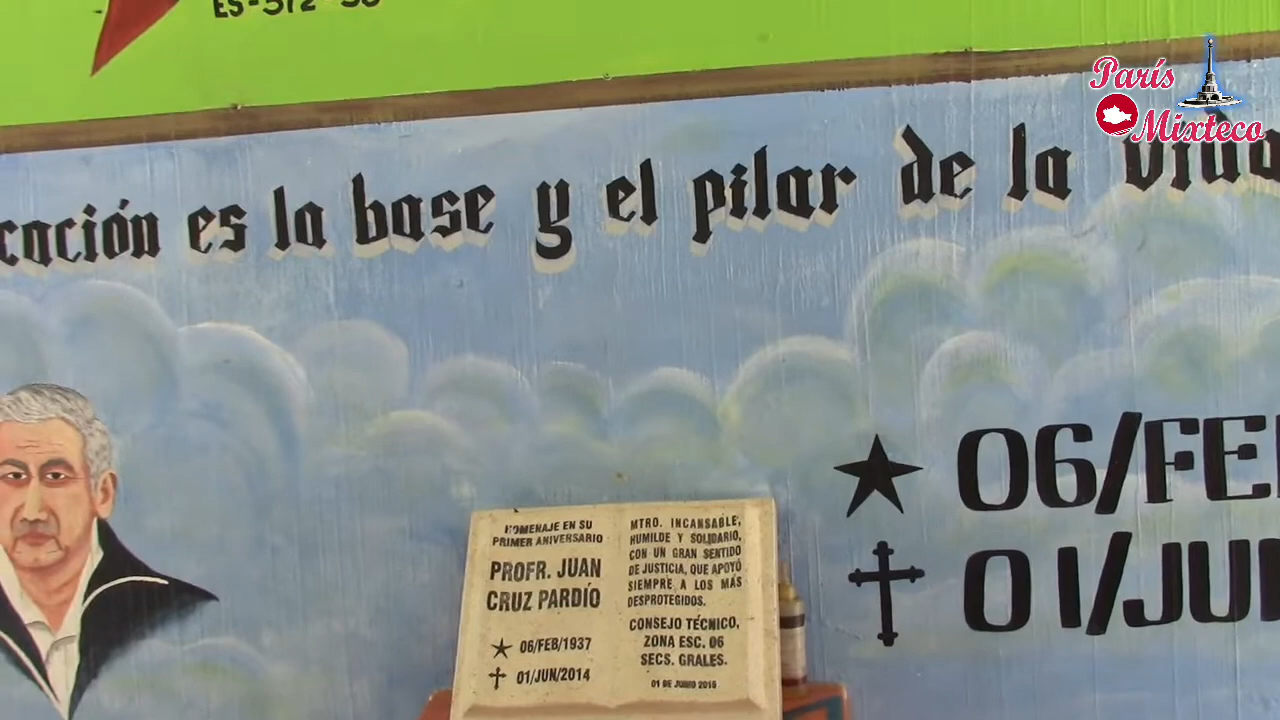 París
Mixteco
cación es la base y el pilar de la vida
06/FE
01/JU
HOMENAJE EN SU
PRIMER ANIVERSARIO
PROFR. JUAN
CRUZ PARDÍO
06/FEB/1937
01/JUN/2014
MTRO. INCANSABLE,
HUMILDE Y SOLIDARIO,
CON UN GRAN SENTIDO
DE JUSTICIA, QUE APOYÓ
SIEMPRE A LOS MÁS
DESPROTEGIDOS.
CONSEJO TÉCNICO,
ZONA ESC. 06
SECS. GRALES.
01 DE JUNIO 2015